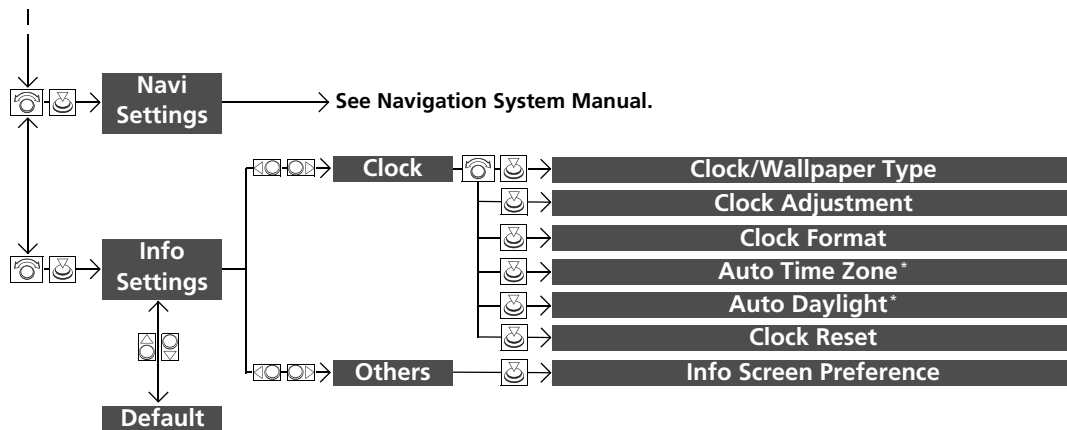 Navi
Settings
See Navigation System Manual.
Clock
Clock/Wallpaper Type
Clock Adjustment
Clock Format
Info
Settings
Auto Time Zone*
Auto Daylight*
Clock Reset
Others
Info Screen Preference
Default